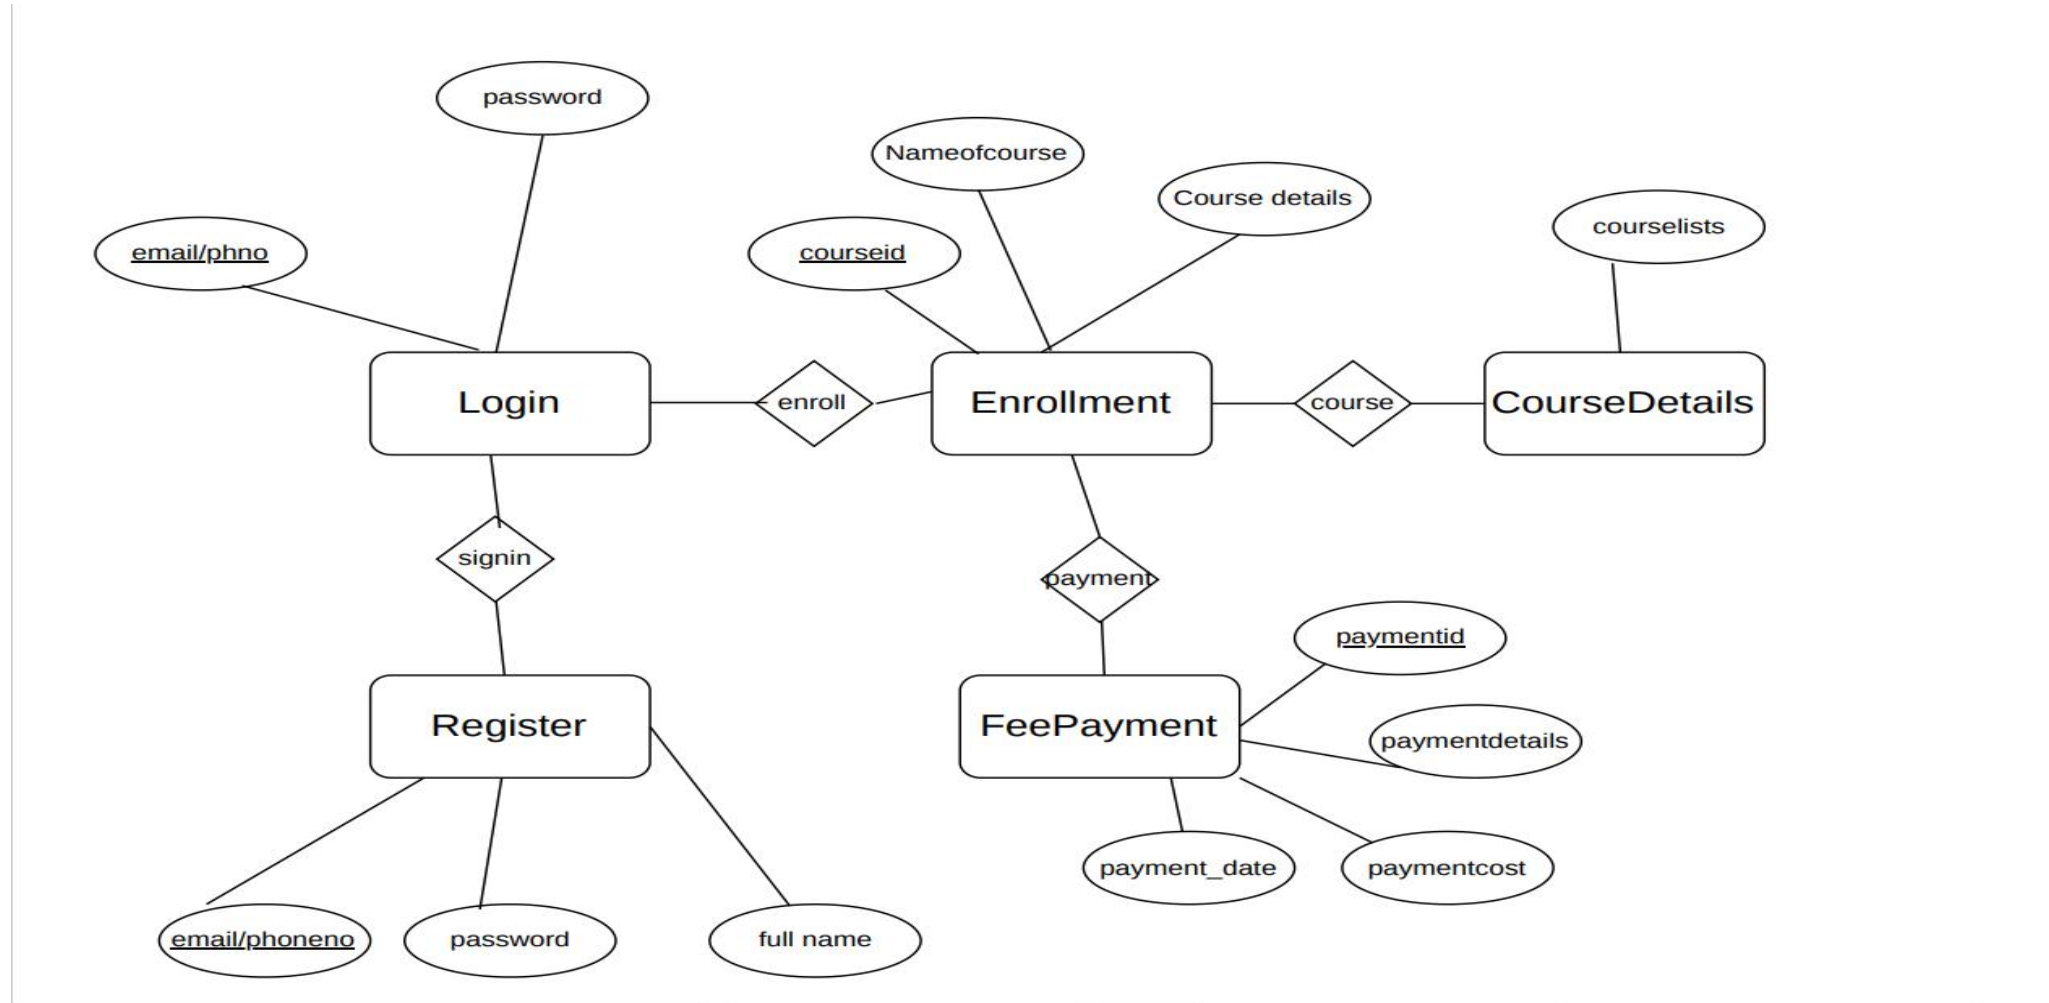 password
Nameofcourse
Course details
courselists
email/phno
courseid
Login
enroll
Enrollment
course
CourseDetails
signin
payment
paymentid
Register
FeePayment
paymentdetails
payment_date
paymentcost
email/phoneno
password
full name